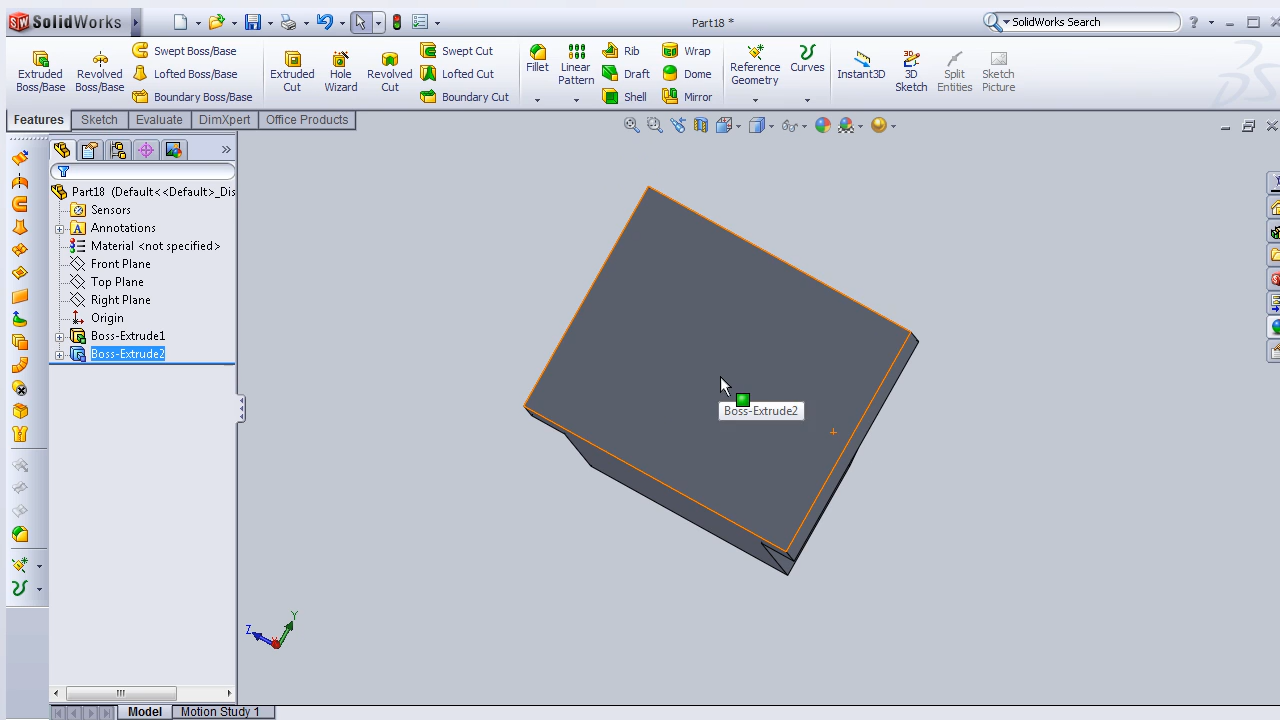 SolidWorks
Part18 *
SolidWorks Search
Extruded Boss/Base
Revolved Boss/Base
Swept Boss/Base
Lofted Boss/Base
Boundary Boss/Base
Extruded Cut
Hole Wizard
Revolved Cut
Swept Cut
Lofted Cut
Boundary Cut
Fillet
Linear Pattern
Rib
Draft
Shell
Wrap
Dome
Mirror
Reference Geometry
Curves
Instant3D
3D Sketch
Split Entities
Sketch Picture
Features
Sketch
Evaluate
DimXpert
Office Products
Part18 (Default<<Default>_Dis
Sensors
Annotations
Material <not specified>
Front Plane
Top Plane
Right Plane
Origin
Boss-Extrude1
Boss-Extrude2
Boss-Extrude2
Y
Z
Model
Motion Study 1